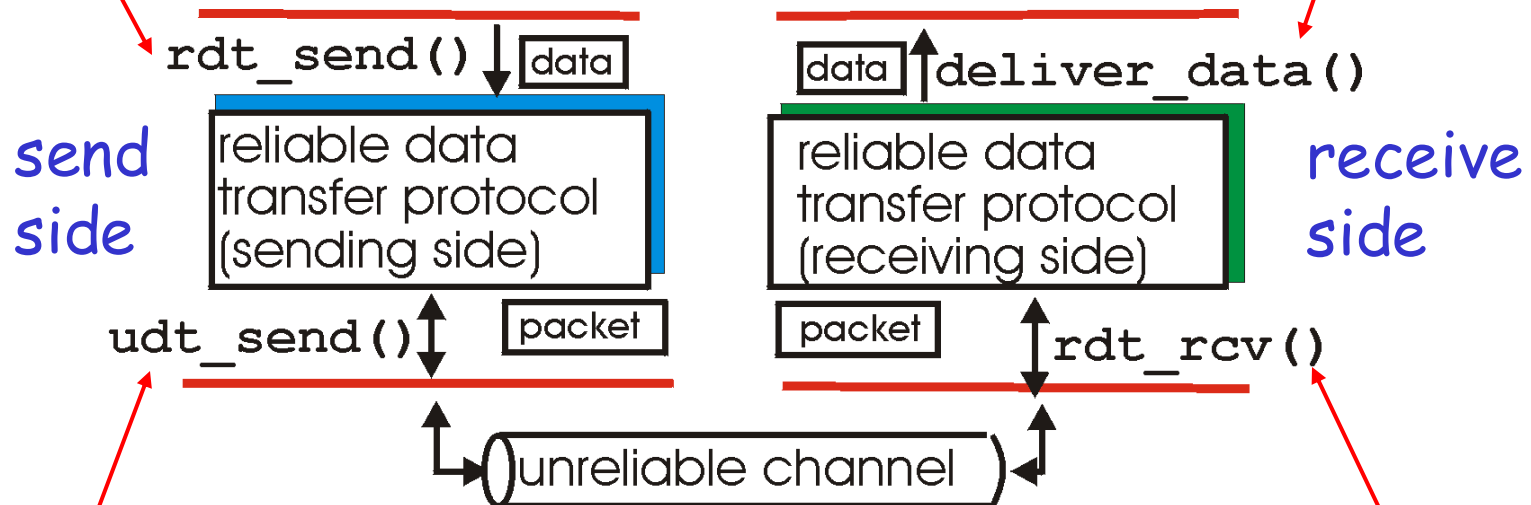 rdt_send()
data
data
deliver_data()
send
side
reliable data
transfer protocol
(sending side)
reliable data
transfer protocol
(receiving side)
receive
side
udt_send()
packet
packet
rdt_rcv()
unreliable channel